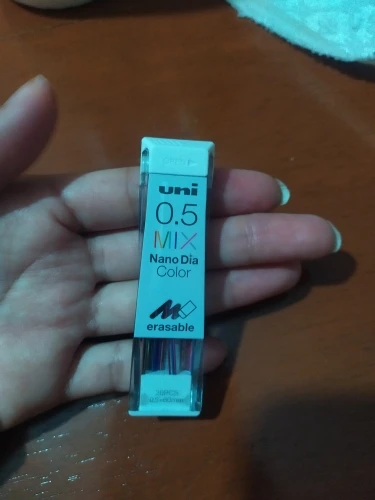 uni
0.5
MIX
Nano Dia
Color
erasable